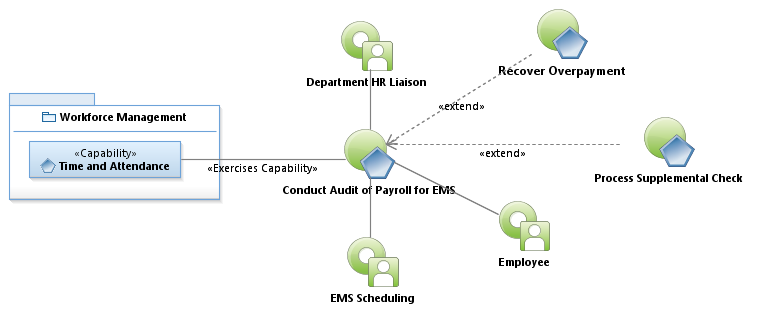 Department HR Liaison
Recover Overpayment
«extend»
Workforce Management
«Capability»
Time and Attendance
«Exercises Capability»
«extend»
Conduct Audit of Payroll for EMS
Process Supplemental Check
Employee
EMS Scheduling